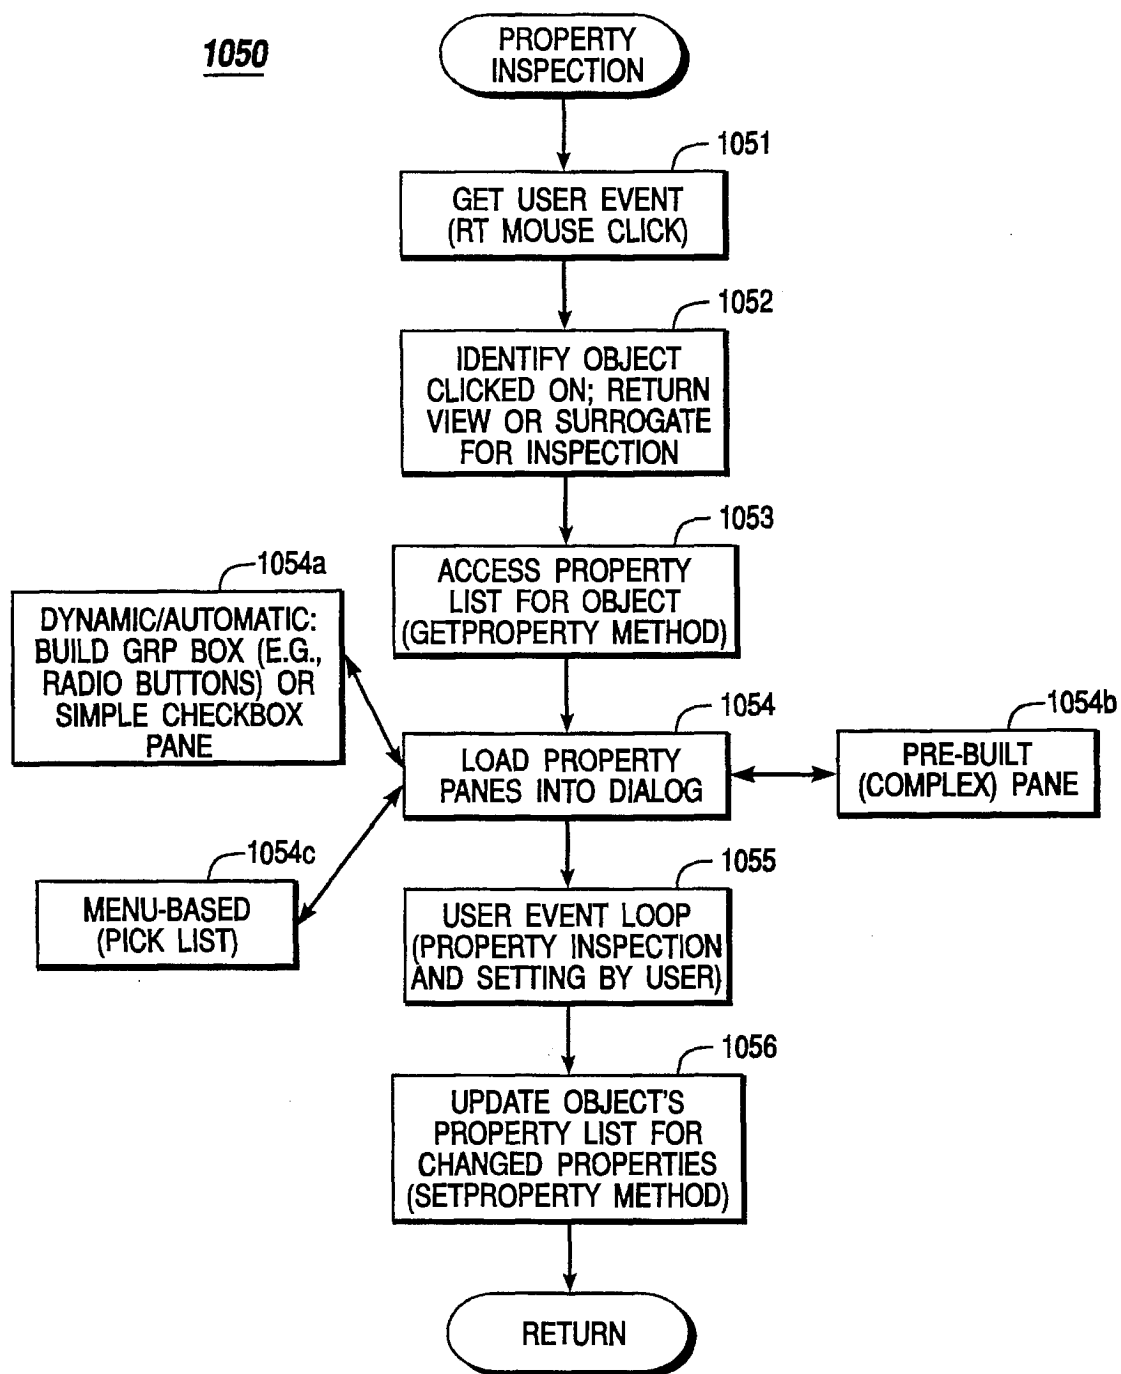 1050
PROPERTY
INSPECTION
1051
GET USER EVENT
(RT MOUSE CLICK)
1052
IDENTIFY OBJECT
CLICKED ON; RETURN
VIEW OR SURROGATE
FOR INSPECTION
1053
ACCESS PROPERTY
LIST FOR OBJECT
(GETPROPERTY METHOD)
1054a
DYNAMIC/AUTOMATIC:
BUILD GRP BOX (E.G.,
RADIO BUTTONS) OR
SIMPLE CHECKBOX
PANE
1054
LOAD PROPERTY
PANES INTO DIALOG
1054b
PRE-BUILT
(COMPLEX) PANE
1054c
MENU-BASED
(PICK LIST)
1055
USER EVENT LOOP
(PROPERTY INSPECTION
AND SETTING BY USER)
1056
UPDATE OBJECT'S
PROPERTY LIST FOR
CHANGED PROPERTIES
(SETPROPERTY METHOD)
RETURN